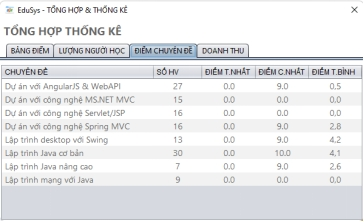 EduSys - TỔNG HỢP & THỐNG KÊ
TỔNG HỢP THỐNG KÊ
BẢNG ĐIỂM LƯỢNG NGƯỜI HỌC ĐIỂM CHUYÊN ĐỀ DOANH THU
CHUYÊN ĐỀ SỐ HV ĐIỂM T.NHẤT ĐIỂM C.NHẤT ĐIỂM T.BÌNH
Dự án với AngularJS & WebAPI 27 0.0 9.0 0,5
Dự án với công nghệ MS.NET MVC 15 0.0 0.0 0,0
Dự án với công nghệ Servlet/JSP 16 0.0 0.0 0,0
Dự án với công nghệ Spring MVC 16 0.0 9.0 2,8
Lập trình desktop với Swing 13 0.0 9.0 4,2
Lập trình Java cơ bản 30 0.0 10.0 4,1
Lập trình Java nâng cao 7 0.0 9.0 2,6
Lập trình mạng với Java 9 0.0 0.0 0,0